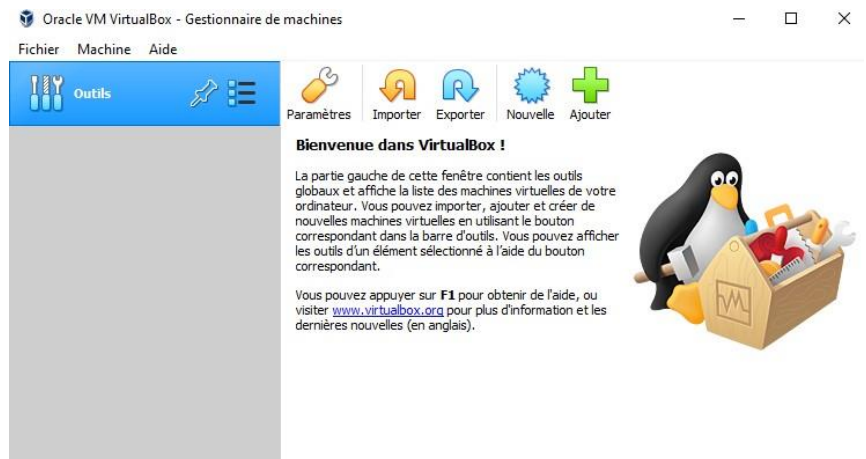 Oracle VM VirtualBox - Gestionnaire de machines
Fichier Machine Aide
Outils
Paramètres Importer Exporter Nouvelle Ajouter
Bienvenue dans VirtualBox !
La partie gauche de cette fenêtre contient les outils
globaux et affiche la liste des machines virtuelles de votre
ordinateur. Vous pouvez importer, ajouter et créer de
nouvelles machines virtuelles en utilisant le bouton
correspondant dans la barre d'outils. Vous pouvez afficher
les outils d'un élément sélectionné à l'aide du bouton
correspondant.
Vous pouvez appuyer sur F1 pour obtenir de l'aide, ou
visiter www.virtualbox.org pour plus d'information et les
dernières nouvelles (en anglais).